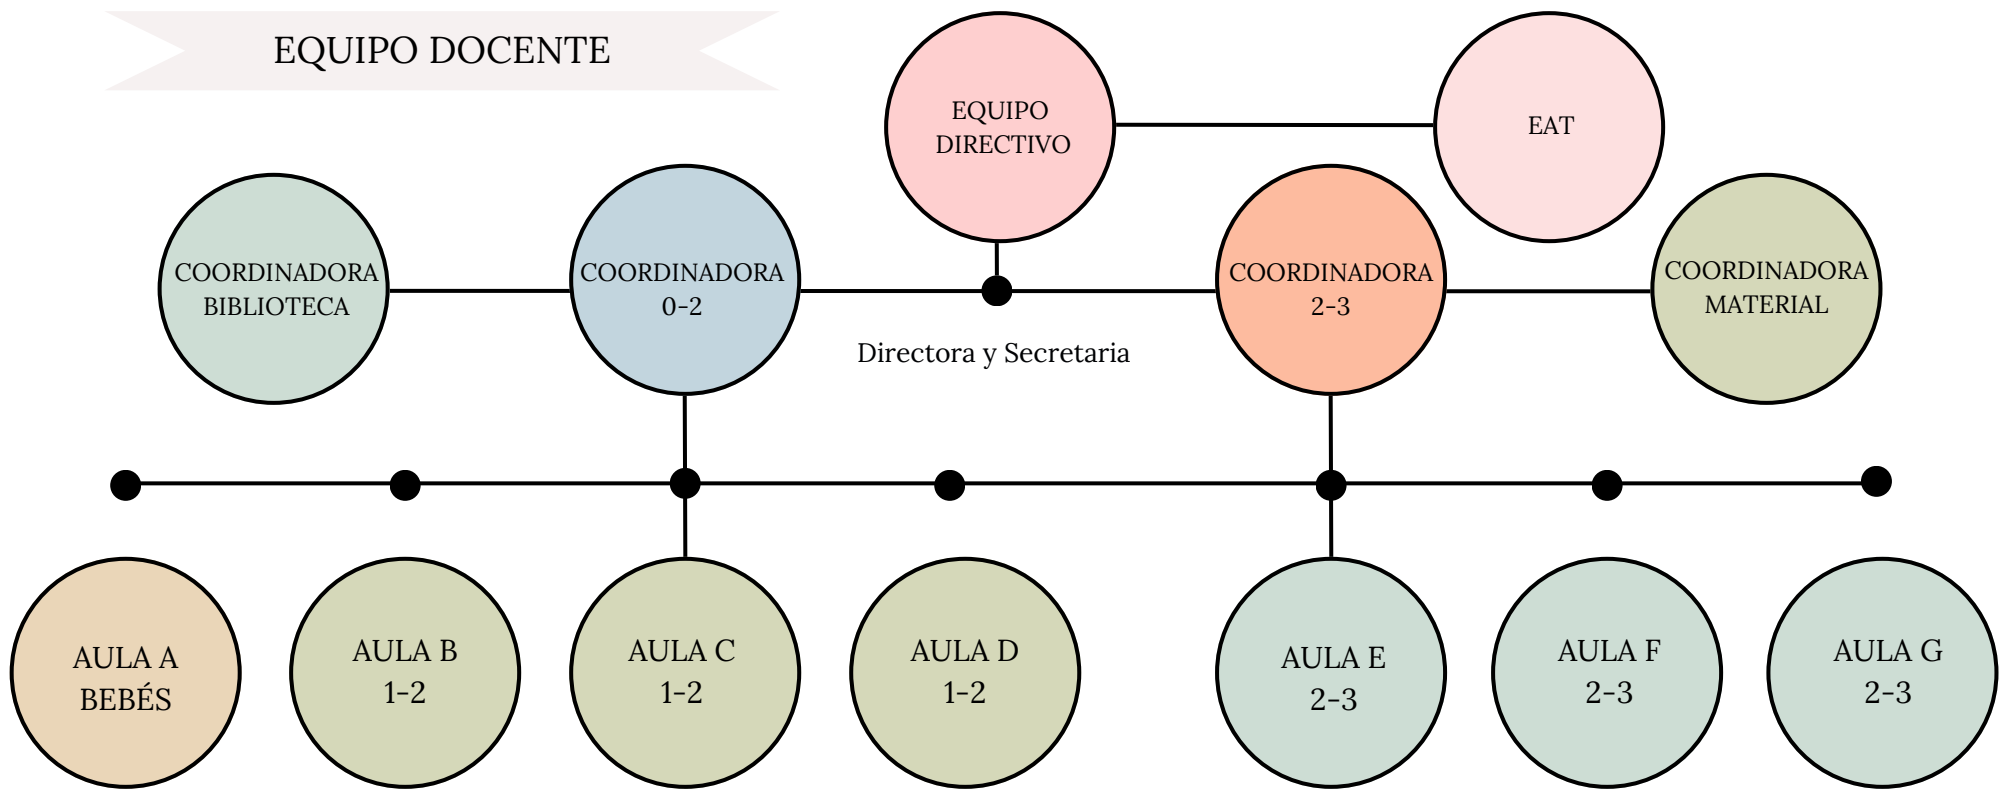 EQUIPO DOCENTE
EQUIPO
DIRECTIVO
EAT
COORDINADORA
BIBLIOTECA
COORDINADORA
0-2
COORDINADORA
2-3
COORDINADORA
MATERIAL
Directora y Secretaria
AULA A
BEBÉS
AULA B
1-2
AULA C
1-2
AULA D
1-2
AULA E
2-3
AULA F
2-3
AULA G
2-3